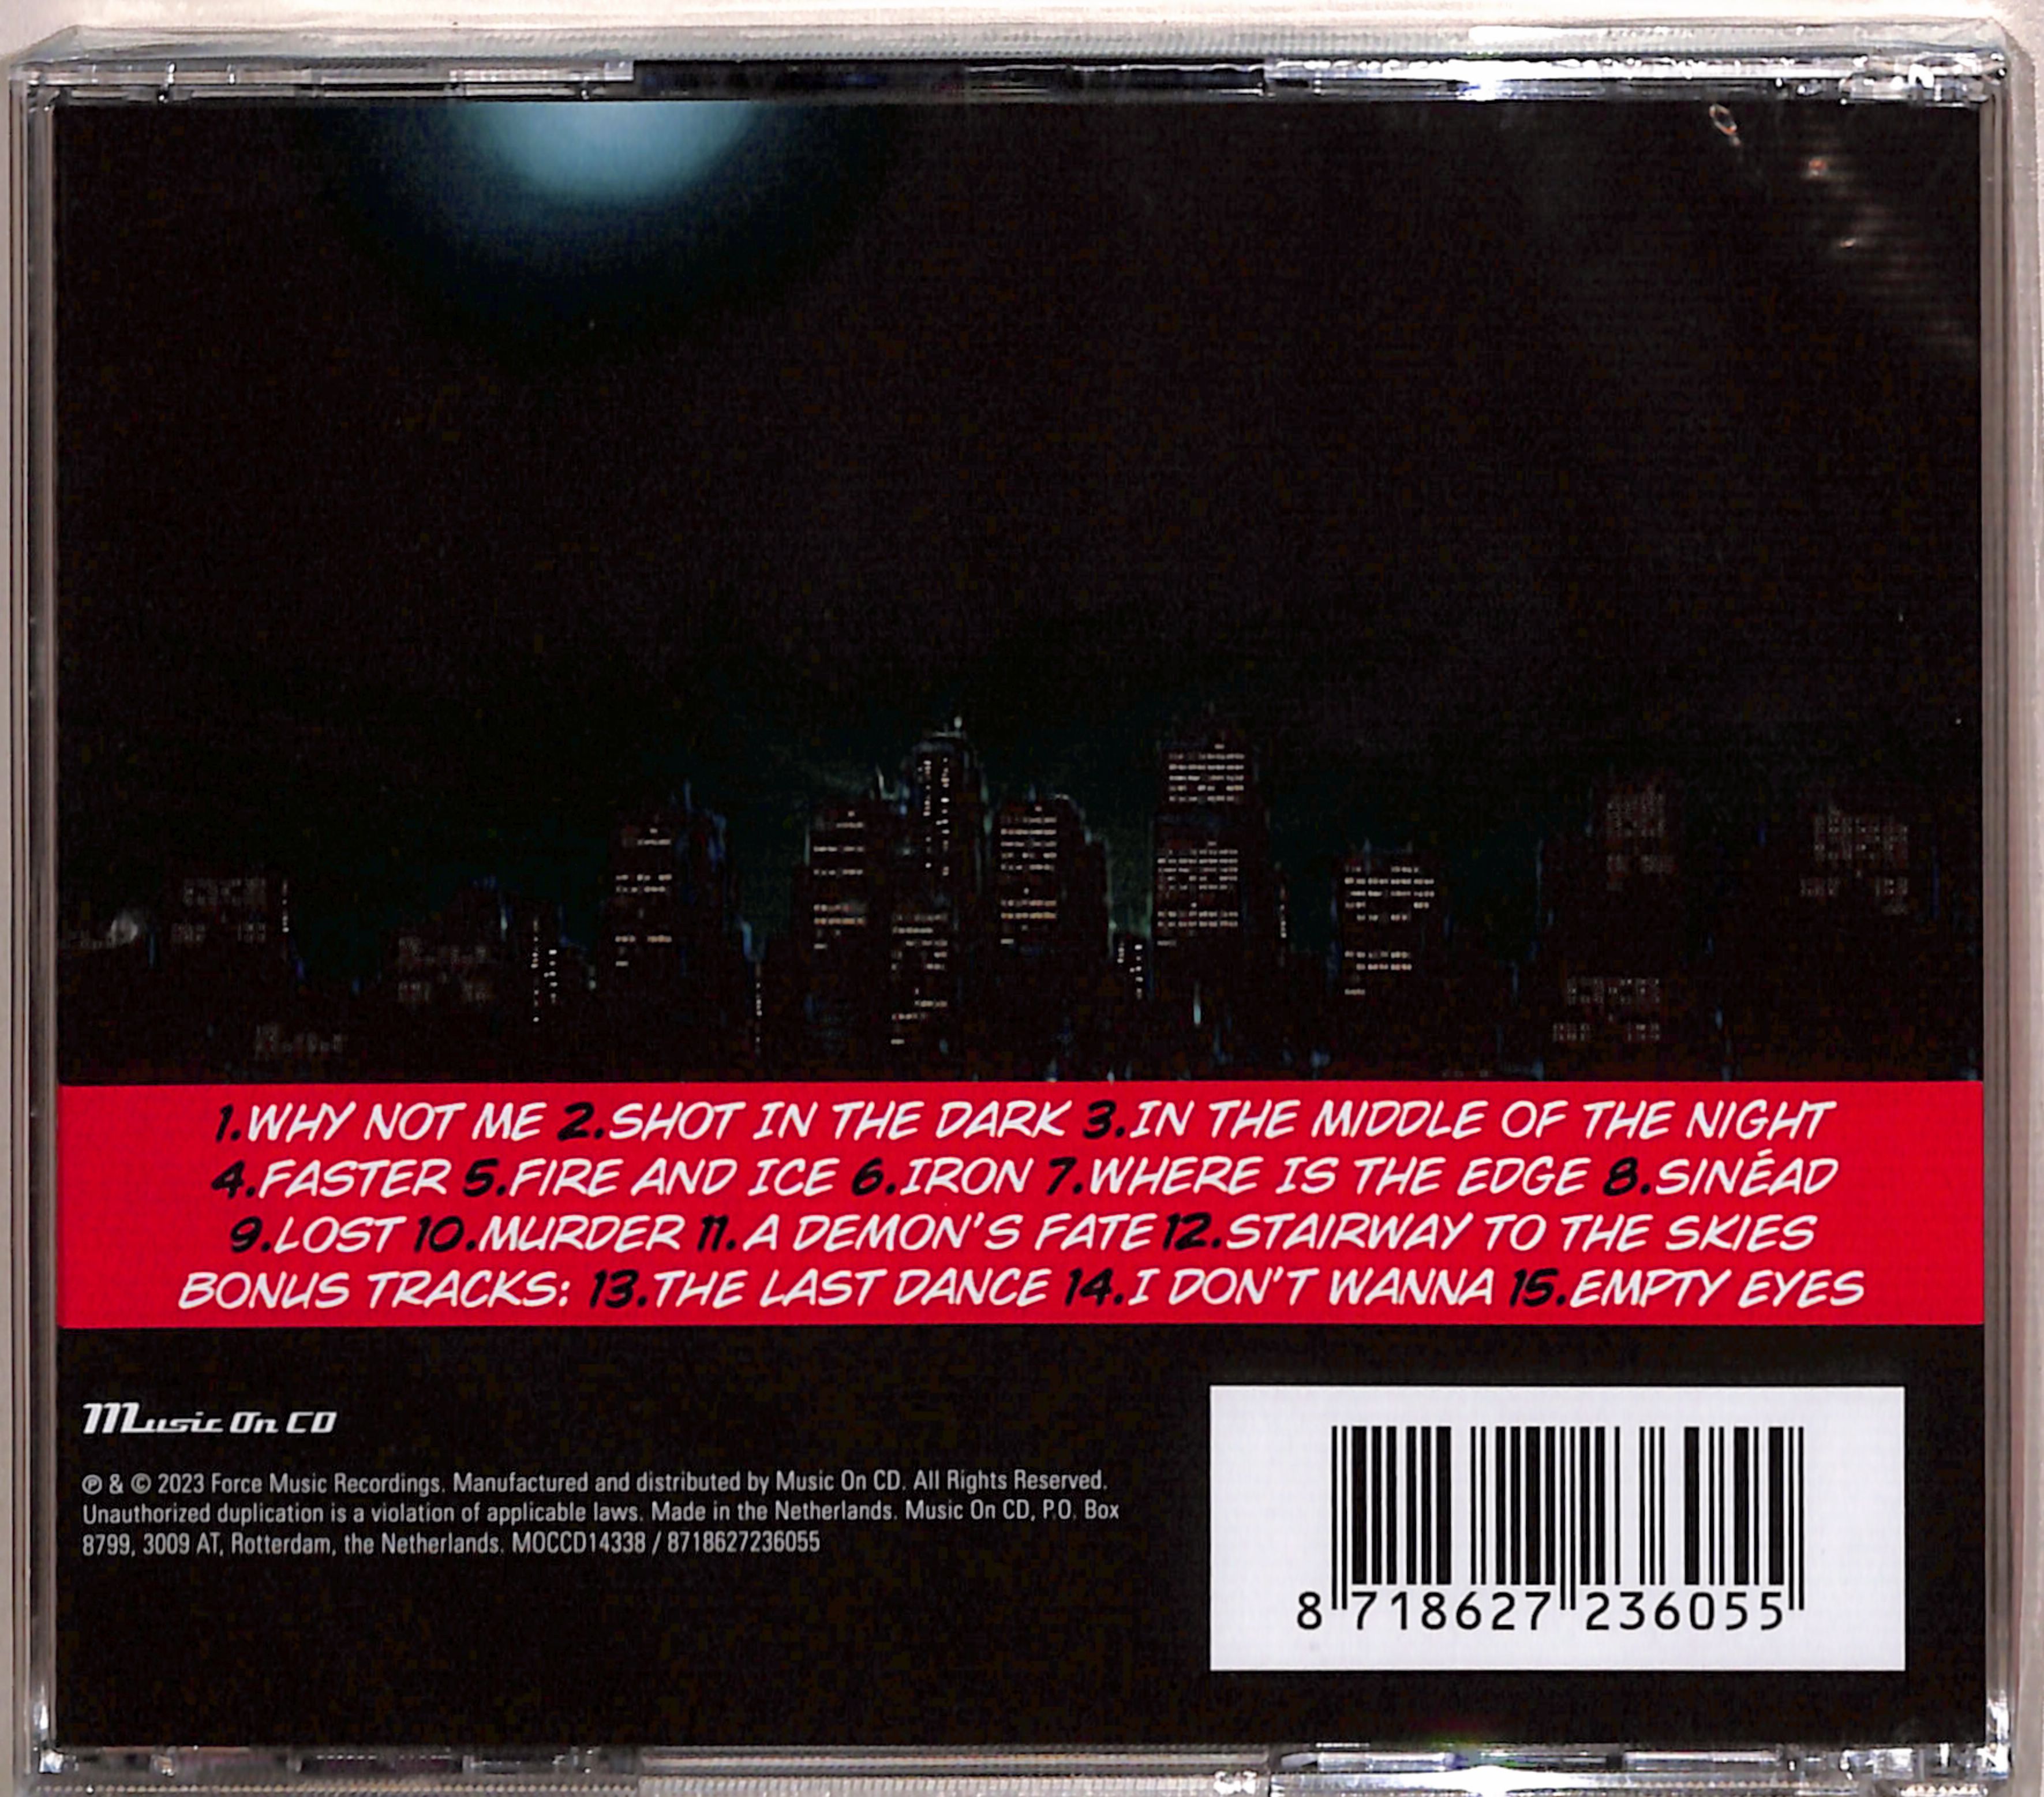 1.WHY NOT ME 2.SHOT IN THE DARK 3.IN THE MIDDLE OF THE NIGHT
4.FASTER 5.FIRE AND ICE 6.IRON 7.WHERE IS THE EDGE 8.SINÉAD
9.LOST 10.MURDER 11.A DEMON'S FATE 12.STAIRWAY TO THE SKIES
BONUS TRACKS: 13.THE LAST DANCE 14.I DON'T WANNA 15.EMPTY EYES
Music On CD
℗ & © 2023 Force Music Recordings. Manufactured and distributed by Music On CD. All Rights Reserved.
Unauthorized duplication is a violation of applicable laws. Made in the Netherlands. Music On CD, P.O. Box
8799, 3009 AT, Rotterdam, the Netherlands. MOCCD14338 / 8718627236055
8 718627 236055